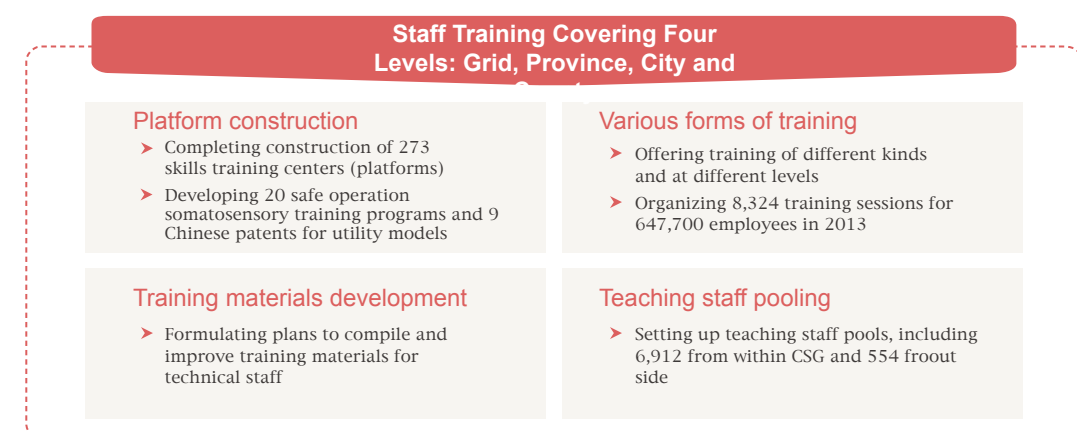 Staff Training Covering Four
Levels: Grid, Province, City and
Platform construction
Completing construction of 273
skills training centers (platforms)
Developing 20 safe operation
somatosensory training programs and 9
Chinese patents for utility models
Various forms of training
Offering training of different kinds
and at different levels
Organizing 8,324 training sessions for
647,700 employees in 2013
Training materials development
Formulating plans to compile and
improve training materials for
technical staff
Teaching staff pooling
Setting up teaching staff pools, including
6,912 from within CSG and 554 froout
side